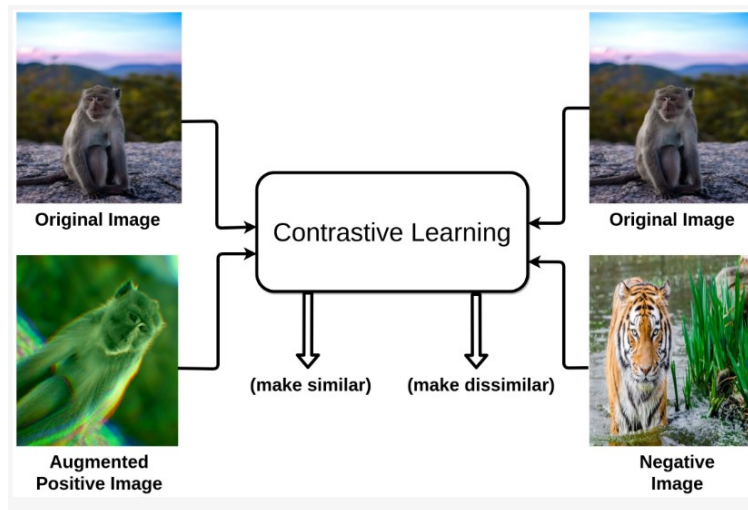 Original Image
Original Image
Contrastive Learning
(make similar)
(make dissimilar)
Augmented
Positive Image
Negative
Image